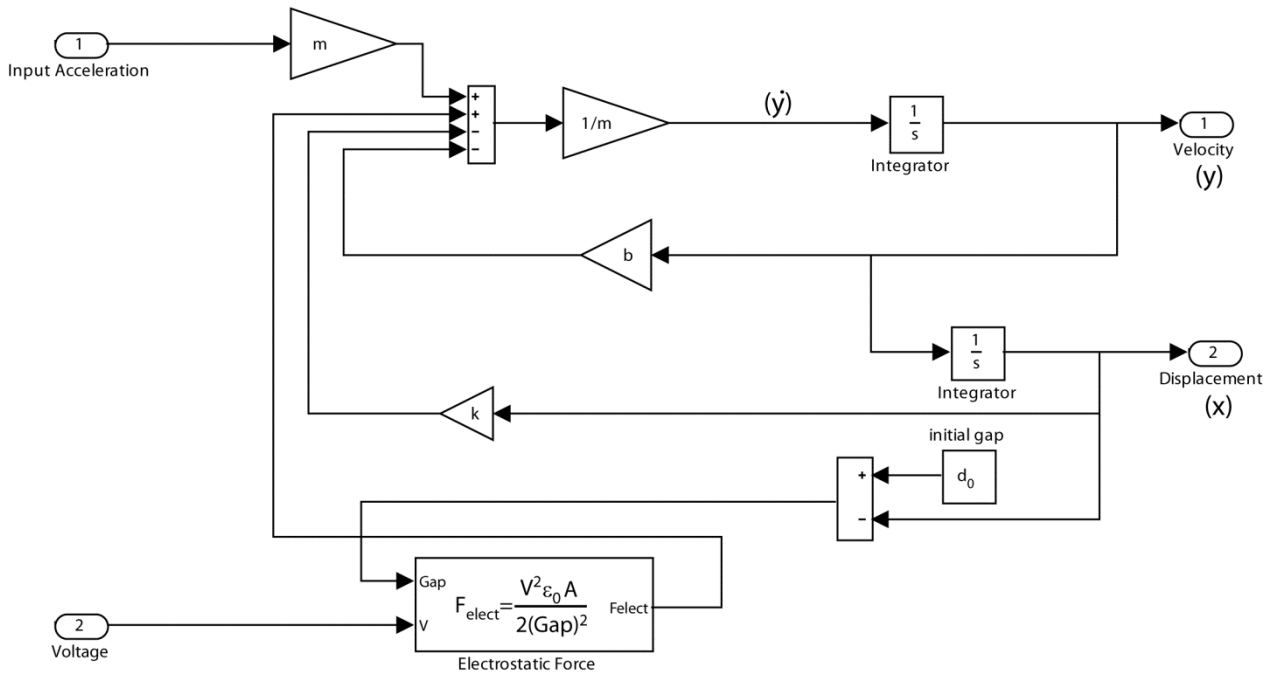 1
Input Acceleration
m
+
+
−
−
1/m
(ẏ)
1
s
Integrator
1
Velocity
(y)
b
1
s
Integrator
2
Displacement
(x)
k
initial gap
d₀
+
−
Gap
V
F_elect = V²ε₀A
2(Gap)²
Felect
Electrostatic Force
2
Voltage